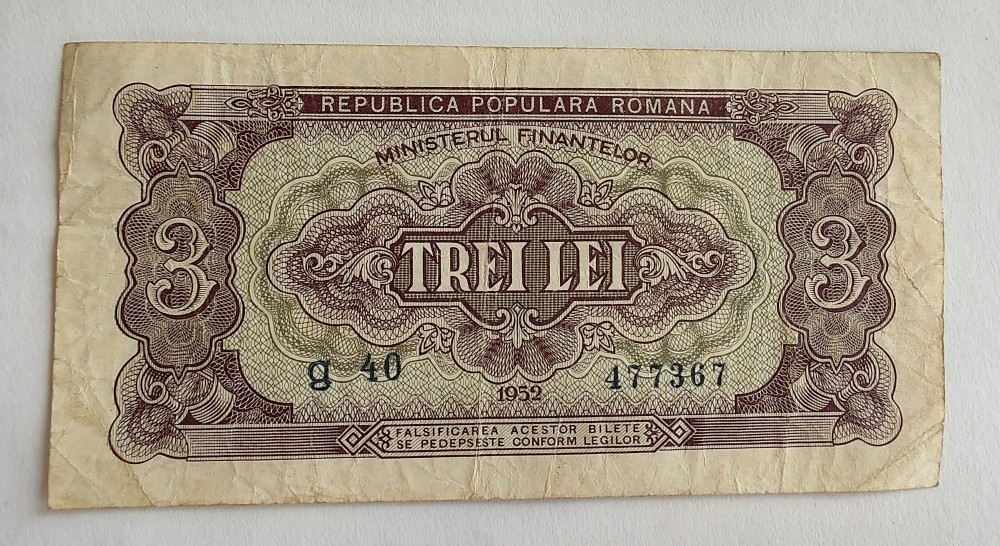 REPUBLICA POPULARA ROMANA
MINISTERUL FINANTELOR
3 TREI LEI 3
g 40 477367
1952
FALSIFICAREA ACESTOR BILETE
SE PEDEPSESTE CONFORM LEGILOR